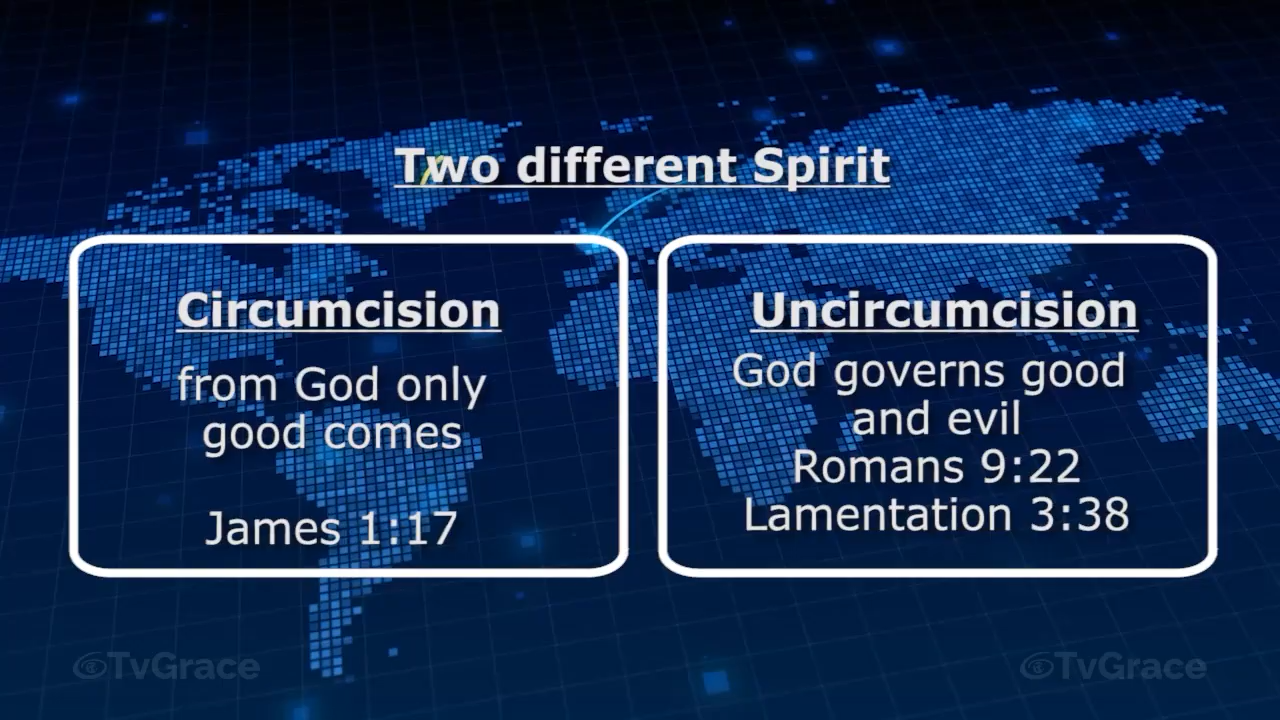 Two different Spirit
Circumcision
from God only
good comes
James 1:17
Uncircumcision
God governs good
and evil
Romans 9:22
Lamentation 3:38
TvGrace
TvGrace